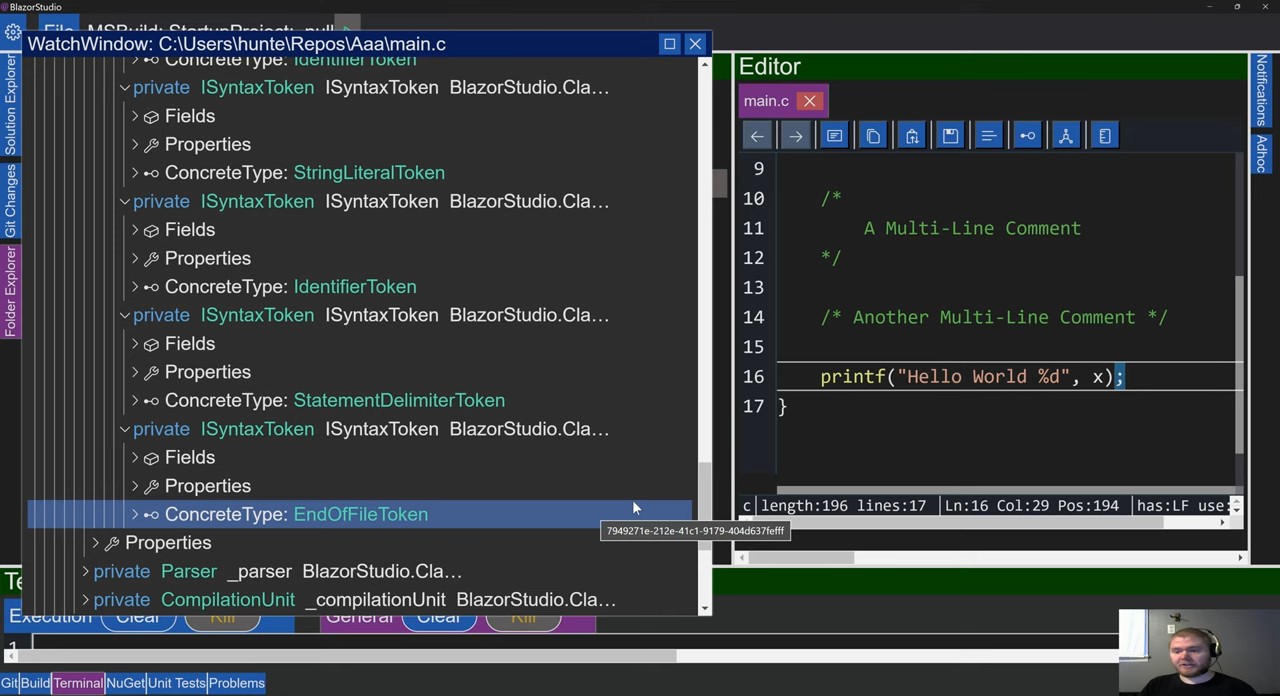 BlazorStudio
File MSBuild: StartupProject: null
WatchWindow: C:\Users\hunte\Repos\Aaa\main.c
ConcreteType: IdentifierToken
private ISyntaxToken ISyntaxToken BlazorStudio.Cla...
Fields
Properties
ConcreteType: StringLiteralToken
private ISyntaxToken ISyntaxToken BlazorStudio.Cla...
Fields
Properties
ConcreteType: IdentifierToken
private ISyntaxToken ISyntaxToken BlazorStudio.Cla...
Fields
Properties
ConcreteType: StatementDelimiterToken
private ISyntaxToken ISyntaxToken BlazorStudio.Cla...
Fields
Properties
ConcreteType: EndOfFileToken
7949271e-212e-41c1-9179-404d637fefff
Properties
private Parser _parser BlazorStudio.Cla...
private CompilationUnit _compilationUnit BlazorStudio.Cla...
Solution Explorer
Git Changes
Folder Explorer
Editor
main.c
9
10 /*
11 A Multi-Line Comment
12 */
13
14 /* Another Multi-Line Comment */
15
16 printf("Hello World %d", x);
17 }
c length:196 lines:17 Ln:16 Col:29 Pos:194 has:LF use:
Notifications
Adhoc
Te
Execution Clear Kill General Clear Kill
1
Git Build Terminal NuGet Unit Tests Problems